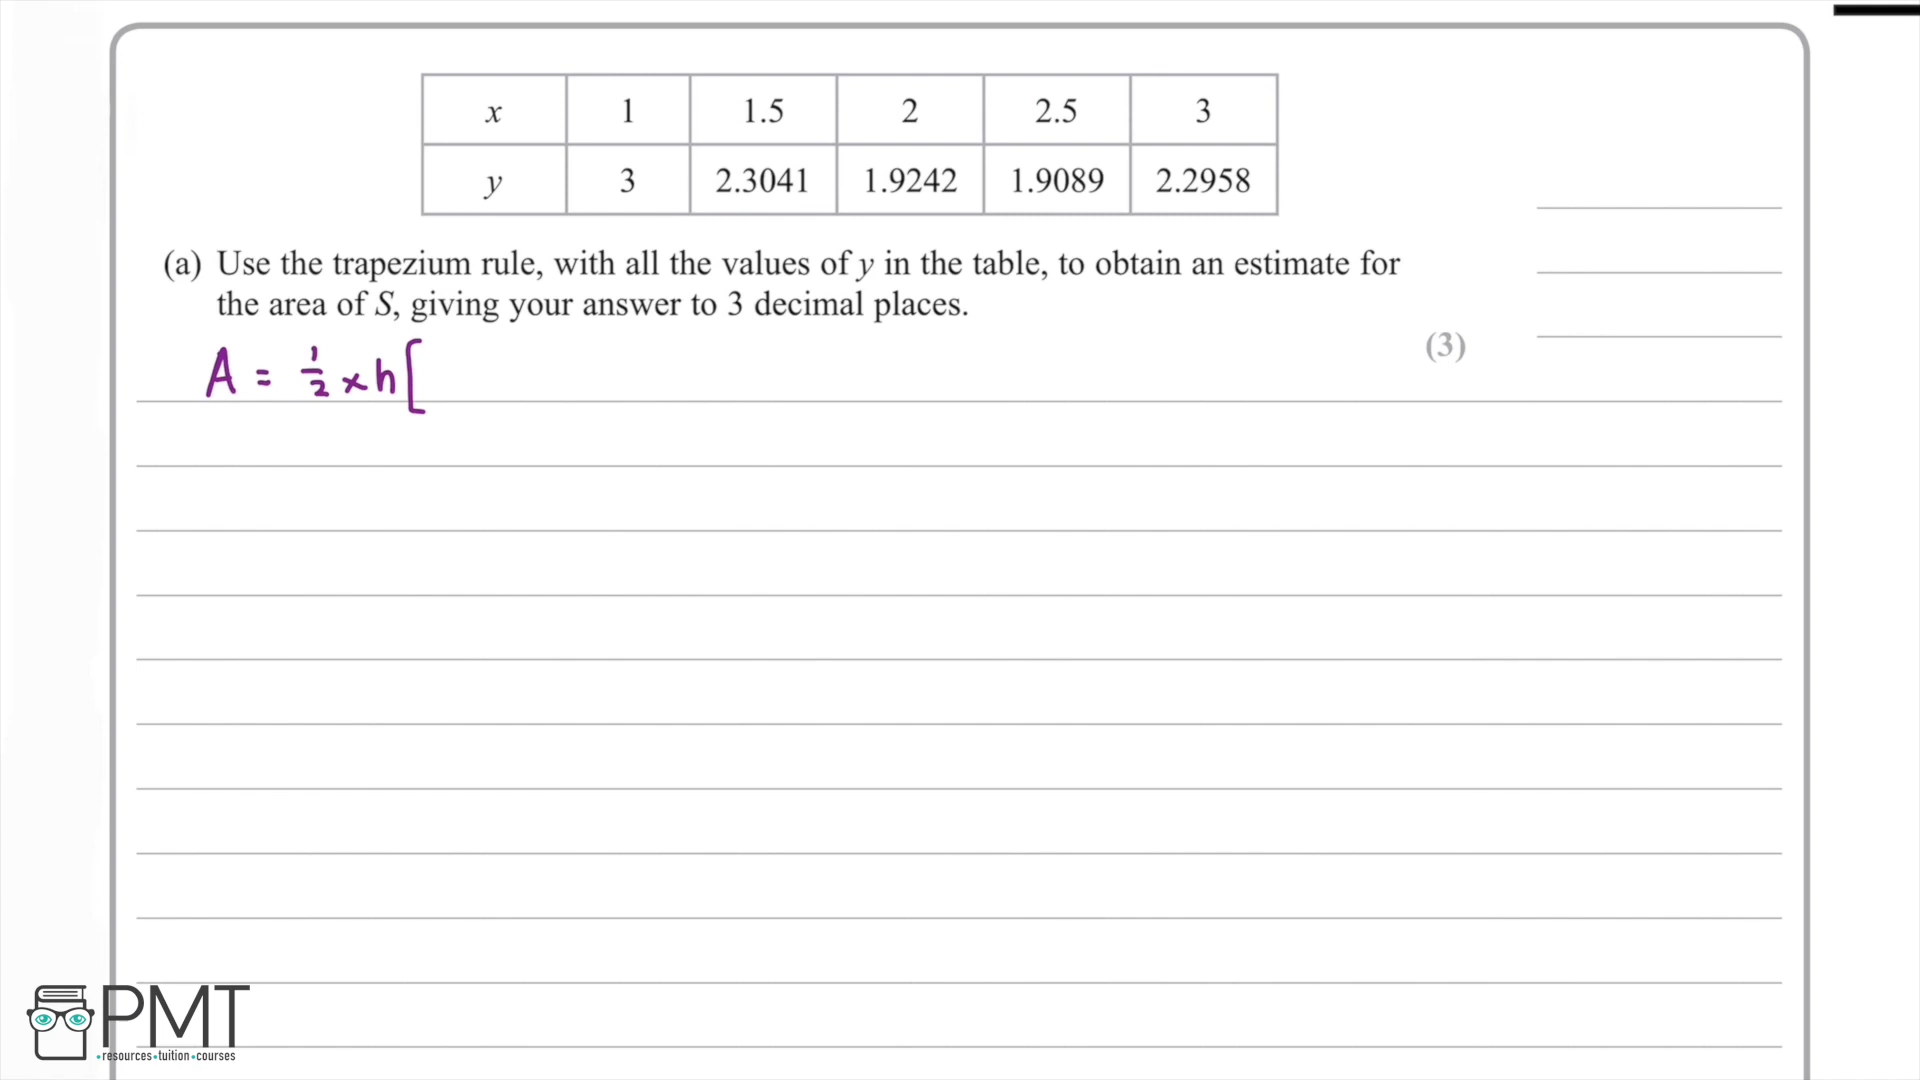 x 1 1.5 2 2.5 3
y 3 2.3041 1.9242 1.9089 2.2958
(a) Use the trapezium rule, with all the values of y in the table, to obtain an estimate for
the area of S, giving your answer to 3 decimal places.
(3)
A = 1/2 × h [
PMT
•resources•tuition•courses